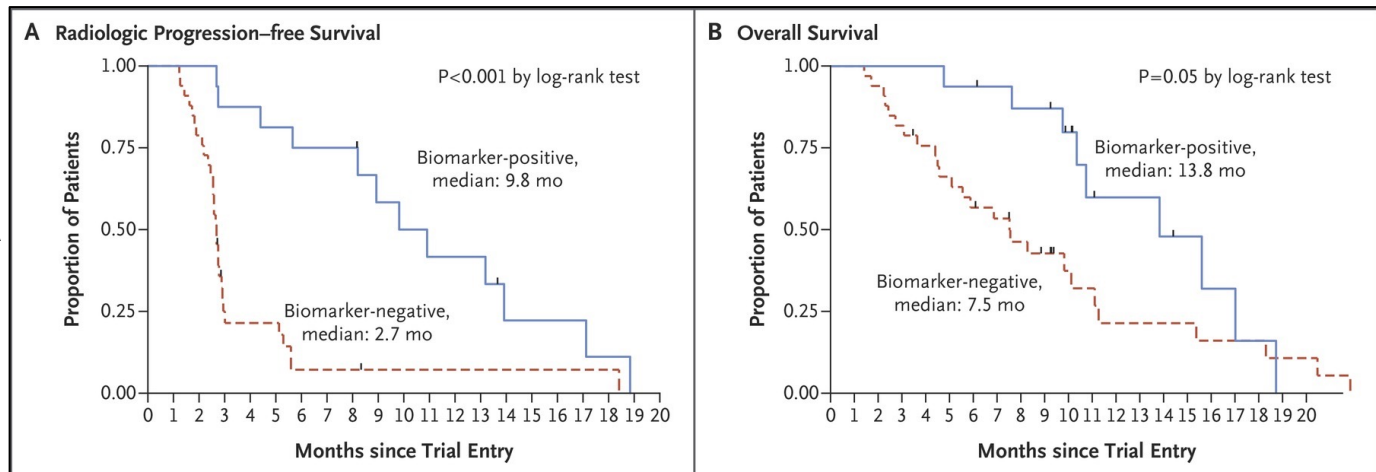 A Radiologic Progression–free Survival
1.00
0.75
0.50
0.25
0.00
Proportion of Patients
P<0.001 by log-rank test
Biomarker-positive,
median: 9.8 mo
Biomarker-negative,
median: 2.7 mo
0 1 2 3 4 5 6 7 8 9 10 11 12 13 14 15 16 17 18 19 20
Months since Trial Entry
B Overall Survival
1.00
0.75
0.50
0.25
0.00
Proportion of Patients
P=0.05 by log-rank test
Biomarker-positive,
median: 13.8 mo
Biomarker-negative,
median: 7.5 mo
0 1 2 3 4 5 6 7 8 9 10 11 12 13 14 15 16 17 18 19 20
Months since Trial Entry